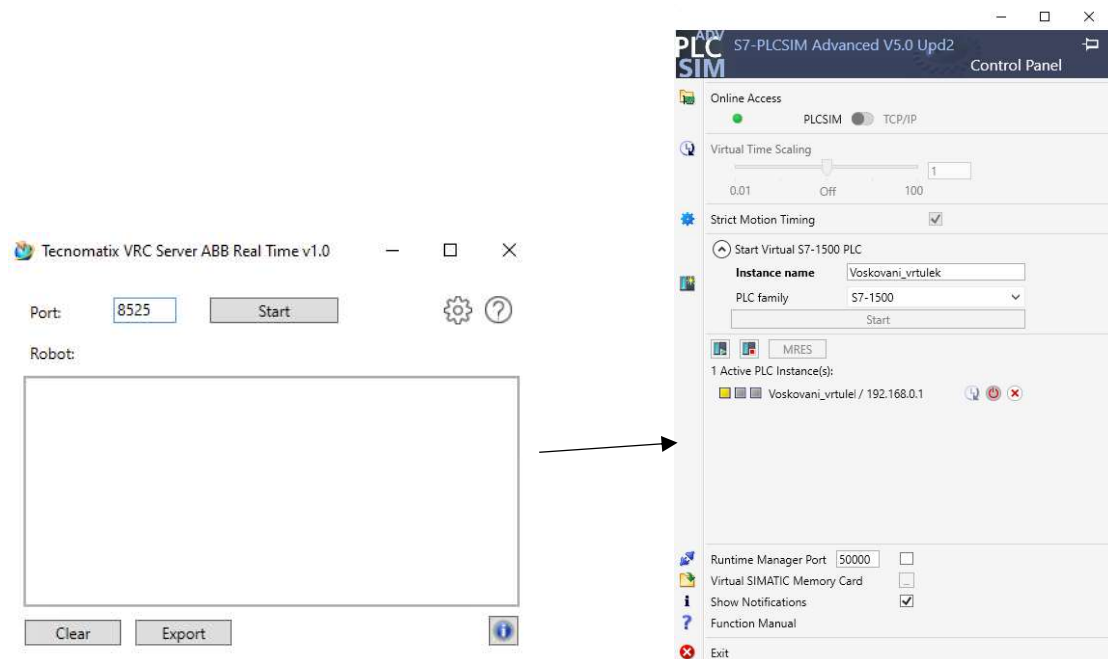 Tecnomatix VRC Server ABB Real Time v1.0
Port:
8525
Start
Robot:
Clear
Export
PLC ADV
SIM
S7-PLCSIM Advanced V5.0 Upd2
Control Panel
Online Access
PLCSIM TCP/IP
Virtual Time Scaling
1
0.01 Off 100
Strict Motion Timing
Start Virtual S7-1500 PLC
Instance name Voskovani_vrtulek
PLC family S7-1500
Start
MRES
1 Active PLC Instance(s):
Voskovani_vrtulel / 192.168.0.1
Runtime Manager Port 50000
Virtual SIMATIC Memory Card ...
Show Notifications
Function Manual
Exit